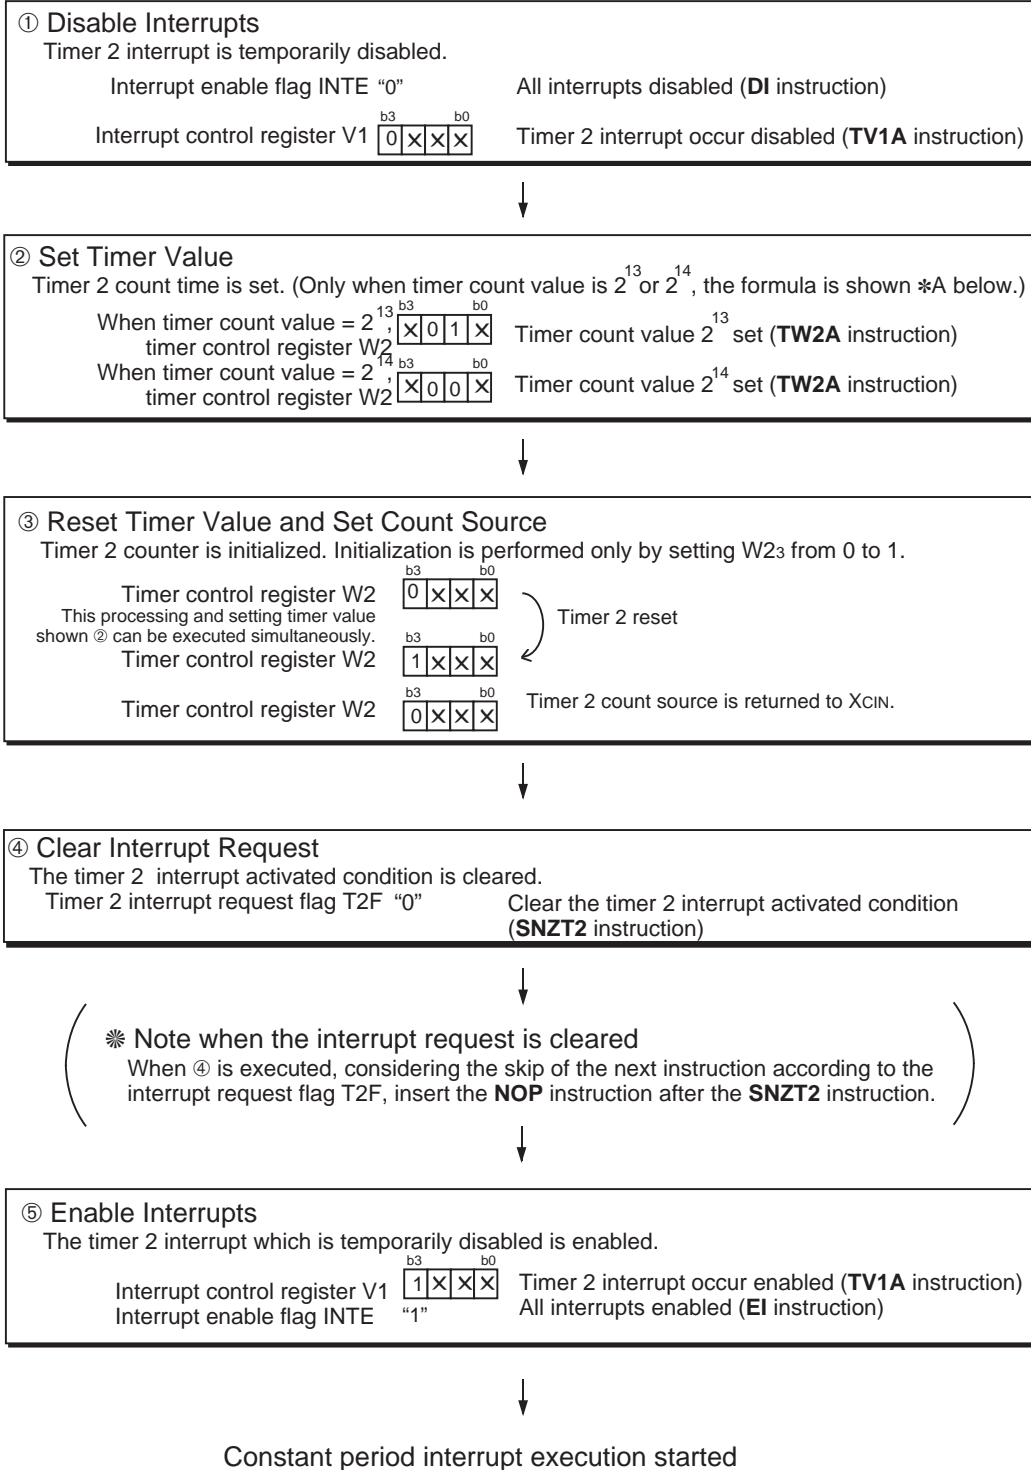 ① Disable Interrupts
Timer 2 interrupt is temporarily disabled.
Interrupt enable flag INTE “0” All interrupts disabled (DI instruction)
b3 b0
Interrupt control register V1 0 × × × Timer 2 interrupt occur disabled (TV1A instruction)
② Set Timer Value
Timer 2 count time is set. (Only when timer count value is 2^13 or 2^14, the formula is shown ✻A below.)
b3 b0
When timer count value = 2^13, × 0 1 × Timer count value 2^13 set (TW2A instruction)
timer control register W2
b3 b0
When timer count value = 2^14, × 0 0 × Timer count value 2^14 set (TW2A instruction)
timer control register W2
③ Reset Timer Value and Set Count Source
Timer 2 counter is initialized. Initialization is performed only by setting W23 from 0 to 1.
b3 b0
Timer control register W2 0 × × ×
This processing and setting timer value Timer 2 reset
shown ② can be executed simultaneously.
b3 b0
Timer control register W2 1 × × ×
b3 b0
Timer control register W2 0 × × × Timer 2 count source is returned to XCIN.
④ Clear Interrupt Request
The timer 2 interrupt activated condition is cleared.
Timer 2 interrupt request flag T2F “0” Clear the timer 2 interrupt activated condition
(SNZT2 instruction)
❋ Note when the interrupt request is cleared
When ④ is executed, considering the skip of the next instruction according to the
interrupt request flag T2F, insert the NOP instruction after the SNZT2 instruction.
⑤ Enable Interrupts
The timer 2 interrupt which is temporarily disabled is enabled.
b3 b0
Interrupt control register V1 1 × × × Timer 2 interrupt occur enabled (TV1A instruction)
Interrupt enable flag INTE “1” All interrupts enabled (EI instruction)
Constant period interrupt execution started